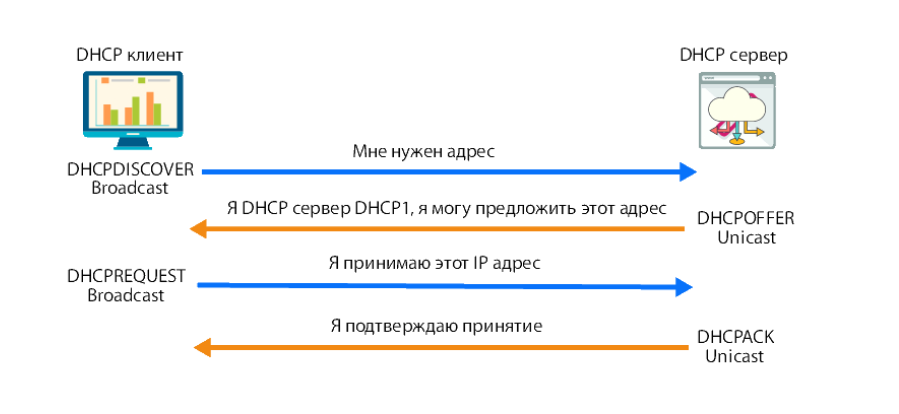 DHCP клиент
DHCP сервер
Мне нужен адрес
DHCPDISCOVER
Broadcast
Я DHCP сервер DHCP1, я могу предложить этот адрес
DHCPOFFER
Unicast
Я принимаю этот IP адрес
DHCPREQUEST
Broadcast
Я подтверждаю принятие
DHCPACK
Unicast